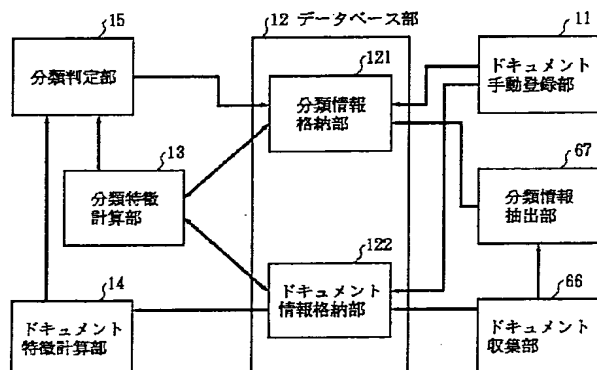 15
分類判定部
12 データベース部
121
分類情報
格納部
11
ドキュメント
手動登録部
13
分類特徴
計算部
67
分類情報
抽出部
14
ドキュメント
特徴計算部
122
ドキュメント
情報格納部
66
ドキュメント
収集部